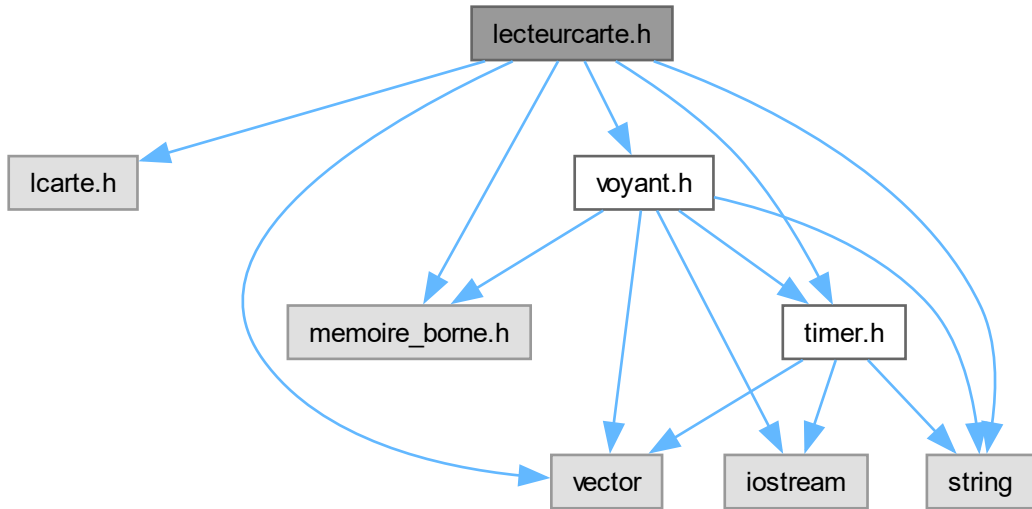 lecteurcarte.h
lcarte.h
voyant.h
memoire_borne.h
timer.h
vector
iostream
string